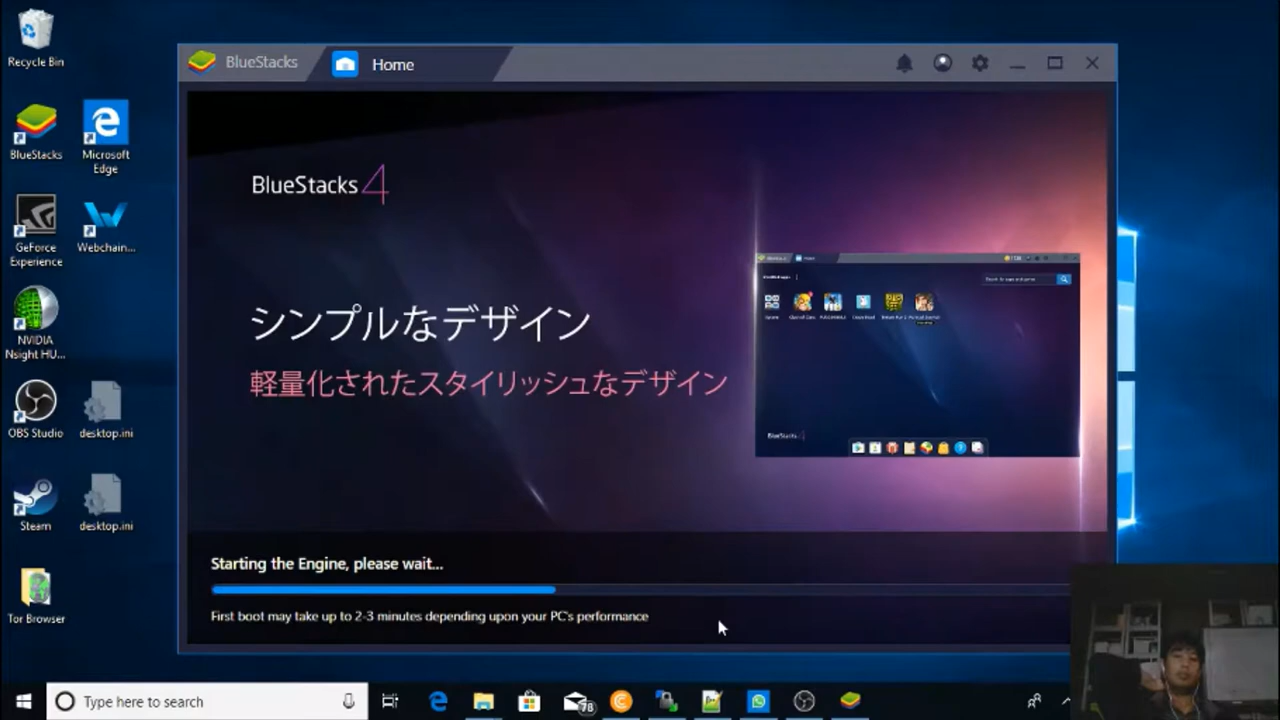 Recycle Bin
BlueStacks
Microsoft
Edge
GeForce
Experience
Webchain...
NVIDIA
Nsight HU...
OBS Studio
desktop.ini
Steam
desktop.ini
Tor Browser
BlueStacks
Home
BlueStacks 4
シンプルなデザイン
軽量化されたスタイリッシュなデザイン
BlueStacks
Starting the Engine, please wait...
First boot may take up to 2-3 minutes depending upon your PC's performance
Type here to search
78